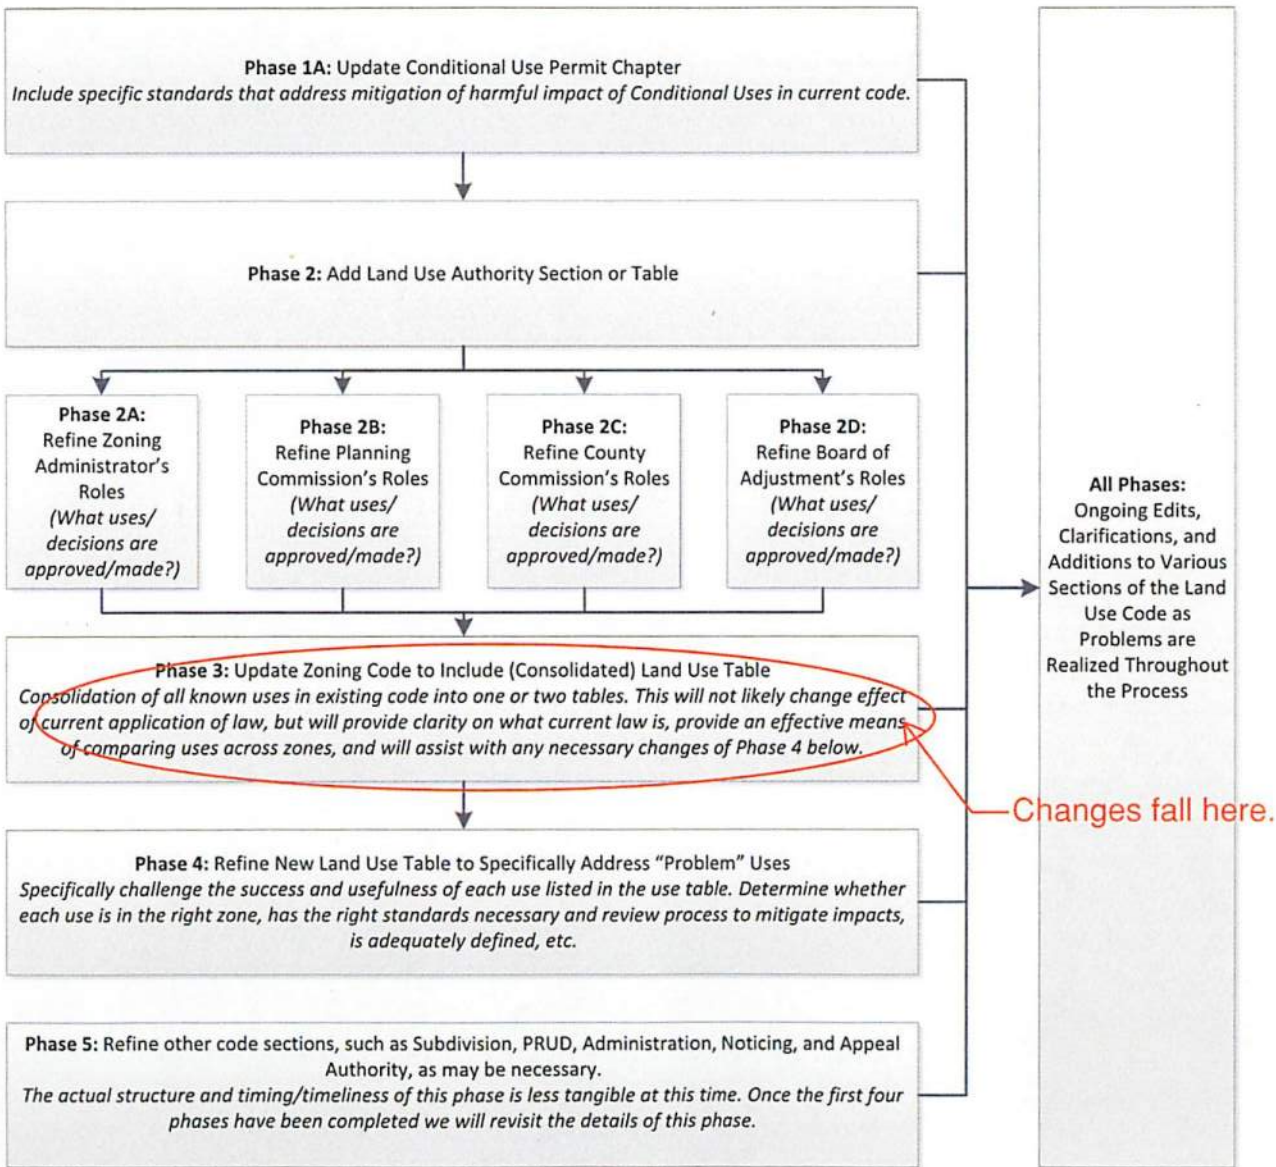 Phase 1A: Update Conditional Use Permit Chapter
Include specific standards that address mitigation of harmful impact of Conditional Uses in current code.
Phase 2: Add Land Use Authority Section or Table
Phase 2A:
Refine Zoning
Administrator's
Roles
(What uses/
decisions are
approved/made?)
Phase 2B:
Refine Planning
Commission's Roles
(What uses/
decisions are
approved/made?)
Phase 2C:
Refine County
Commission's Roles
(What uses/
decisions are
approved/made?)
Phase 2D:
Refine Board of
Adjustment's Roles
(What uses/
decisions are
approved/made?)
Phase 3: Update Zoning Code to Include (Consolidated) Land Use Table
Consolidation of all known uses in existing code into one or two tables. This will not likely change effect
of current application of law, but will provide clarity on what current law is, provide an effective means
of comparing uses across zones, and will assist with any necessary changes of Phase 4 below.
Changes fall here.
Phase 4: Refine New Land Use Table to Specifically Address "Problem" Uses
Specifically challenge the success and usefulness of each use listed in the use table. Determine whether
each use is in the right zone, has the right standards necessary and review process to mitigate impacts,
is adequately defined, etc.
Phase 5: Refine other code sections, such as Subdivision, PRUD, Administration, Noticing, and Appeal
Authority, as may be necessary.
The actual structure and timing/timeliness of this phase is less tangible at this time. Once the first four
phases have been completed we will revisit the details of this phase.
All Phases:
Ongoing Edits,
Clarifications, and
Additions to Various
Sections of the Land
Use Code as
Problems are
Realized Throughout
the Process